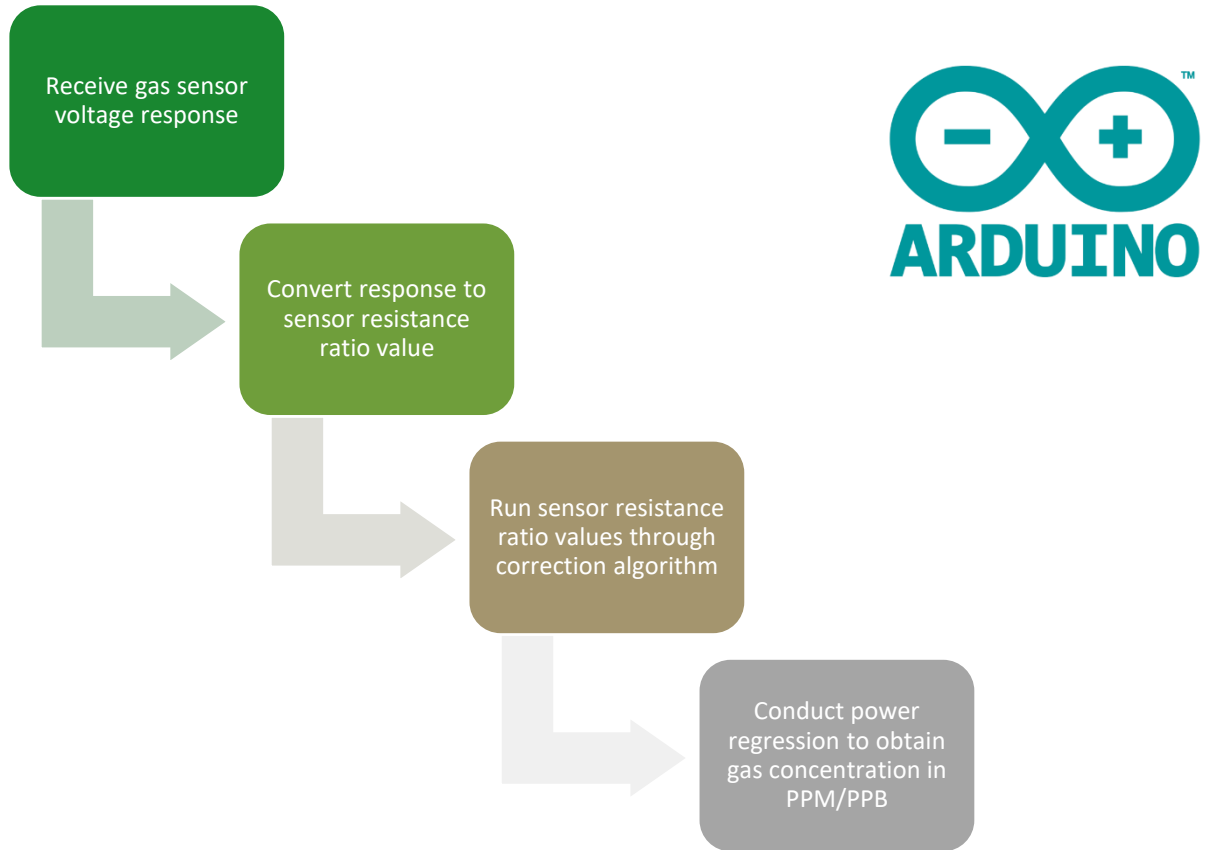 Receive gas sensor
voltage response
™
ARDUINO
Convert response to
sensor resistance
ratio value
Run sensor resistance
ratio values through
correction algorithm
Conduct power
regression to obtain
gas concentration in
PPM/PPB